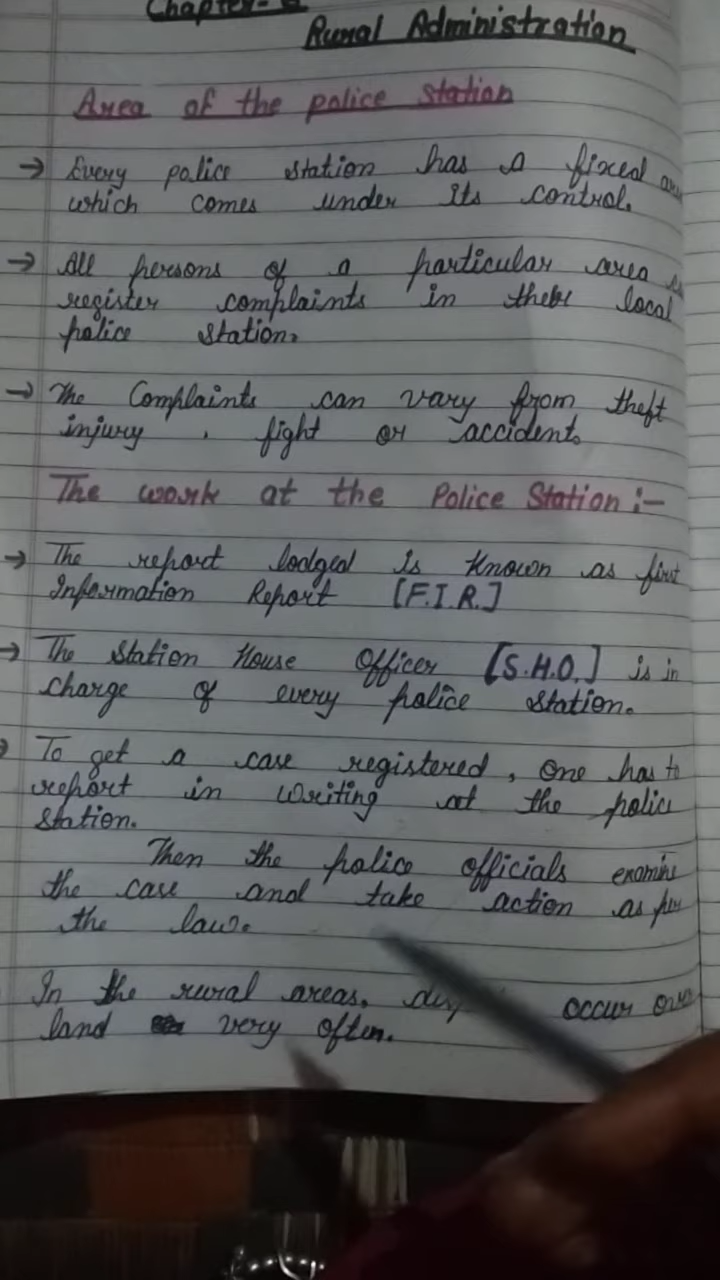 Chapter-
Rural Administration
Area of the police station
→ Every police station has a fixed
which comes under its control.
→ All persons of a particular area
register complaints in their local
police station.
→ The Complaints can vary from theft
injury, fight or accident.
The work at the Police Station :-
→ The report lodged Is Known as first
Information Report [F.I.R.]
→ The Station House Officer [S.H.O.] is in
charge of every police station.
→ To get a case registered, one has to
report in writing at the police
station.
Then the police officials examine
the case and take action as per
the law.
In the rural areas, occur over
land very often.